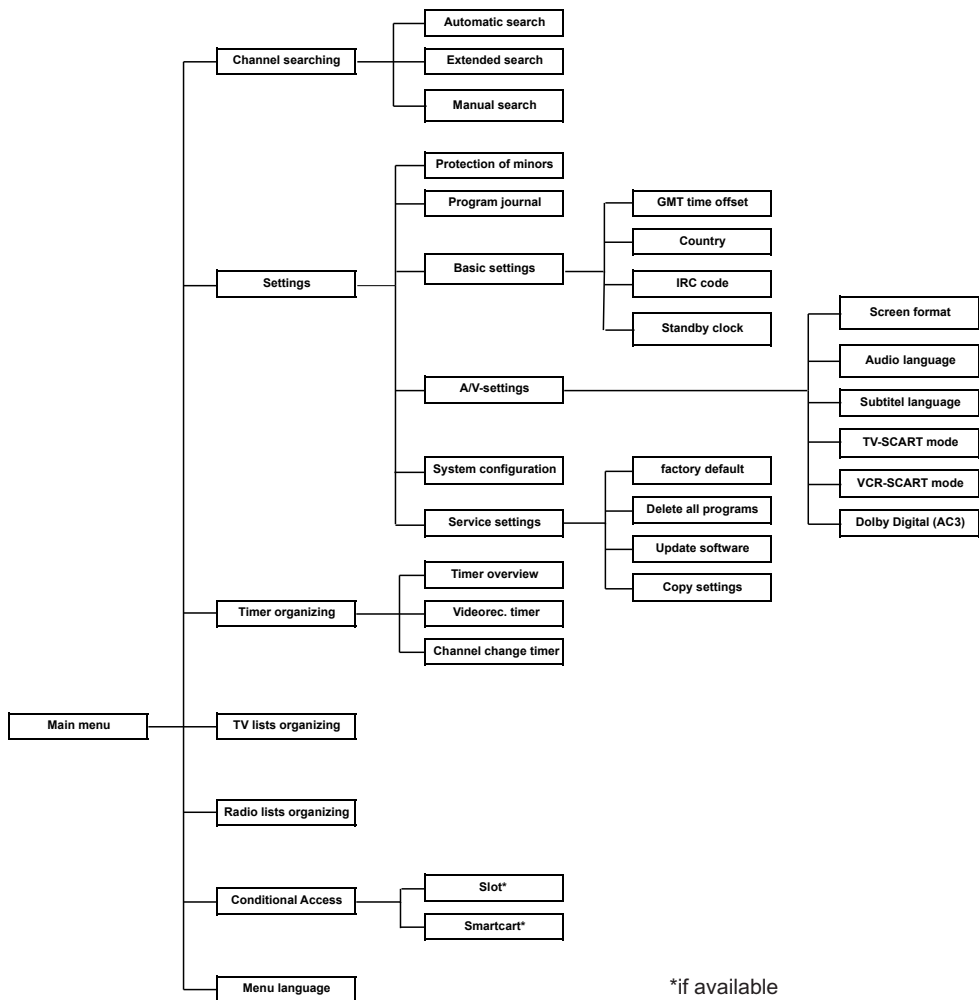 Automatic search
Channel searching
Extended search
Manual search
Protection of minors
Program journal
GMT time offset
Country
Basic settings
Settings
IRC code
Screen format
Standby clock
Audio language
A/V-settings
Subtitel language
TV-SCART mode
System configuration
factory default
VCR-SCART mode
Delete all programs
Service settings
Dolby Digital (AC3)
Update software
Timer overview
Copy settings
Timer organizing
Videorec. timer
Channel change timer
Main menu
TV lists organizing
Radio lists organizing
Slot*
Conditional Access
Smartcart*
Menu language
*if available